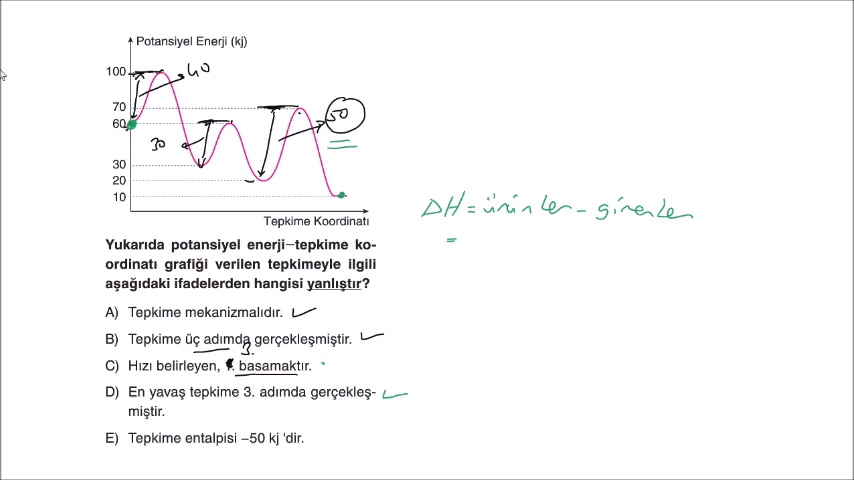 Potansiyel Enerji (kj)
100
40
70
60
50
30
30
20
10
Tepkime Koordinatı
ΔH = ürünler - girenler
=
Yukarıda potansiyel enerji–tepkime ko-
ordinatı grafiği verilen tepkimeyle ilgili
aşağıdaki ifadelerden hangisi yanlıştır?
A) Tepkime mekanizmalıdır.
B) Tepkime üç adımda gerçekleşmiştir.
3.
C) Hızı belirleyen, basamaktır.
D) En yavaş tepkime 3. adımda gerçekleş-
miştir.
E) Tepkime entalpisi –50 kj 'dir.